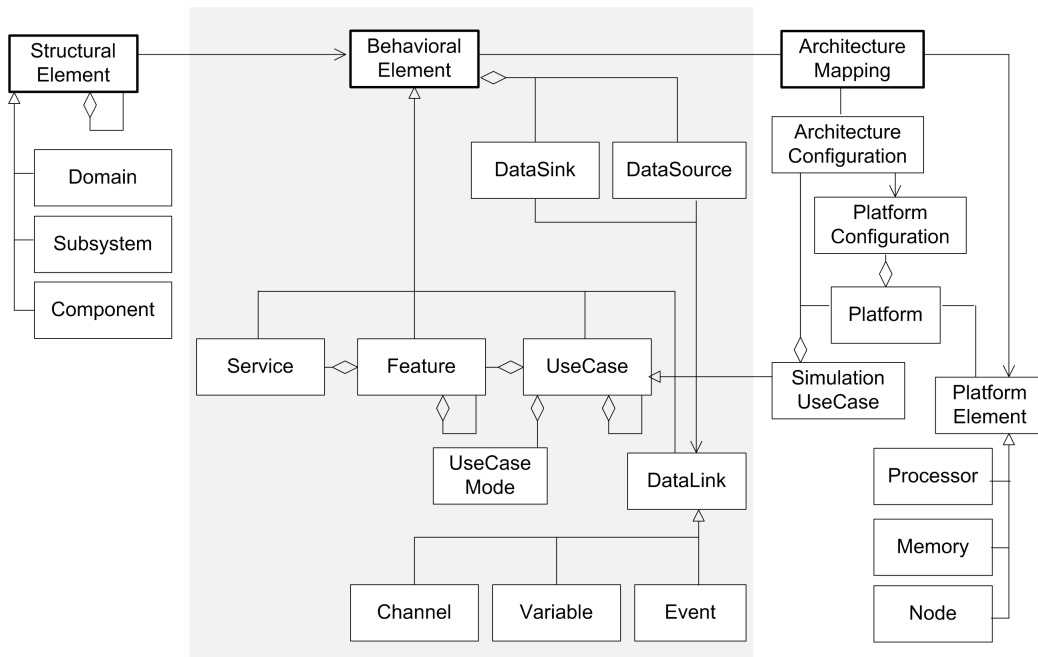 Structural
Element
Behavioral
Element
Architecture
Mapping
Architecture
Configuration
DataSink
DataSource
Domain
Platform
Configuration
Subsystem
Component
Platform
Service
Feature
UseCase
Simulation
UseCase
Platform
Element
UseCase
Mode
DataLink
Processor
Memory
Channel
Variable
Event
Node